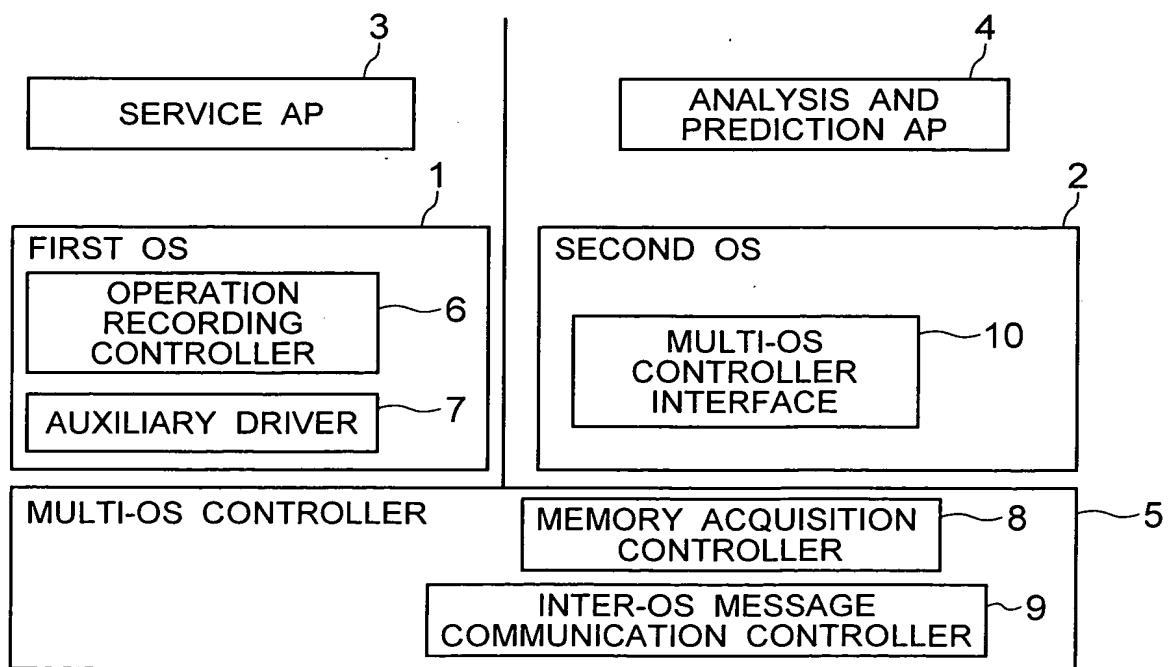 3
4
SERVICE AP
ANALYSIS AND
PREDICTION AP
1
2
FIRST OS
OPERATION
RECORDING
CONTROLLER
6
AUXILIARY DRIVER
7
SECOND OS
MULTI-OS
CONTROLLER
INTERFACE
10
MULTI-OS CONTROLLER
MEMORY ACQUISITION
CONTROLLER
8
5
INTER-OS MESSAGE
COMMUNICATION CONTROLLER
9